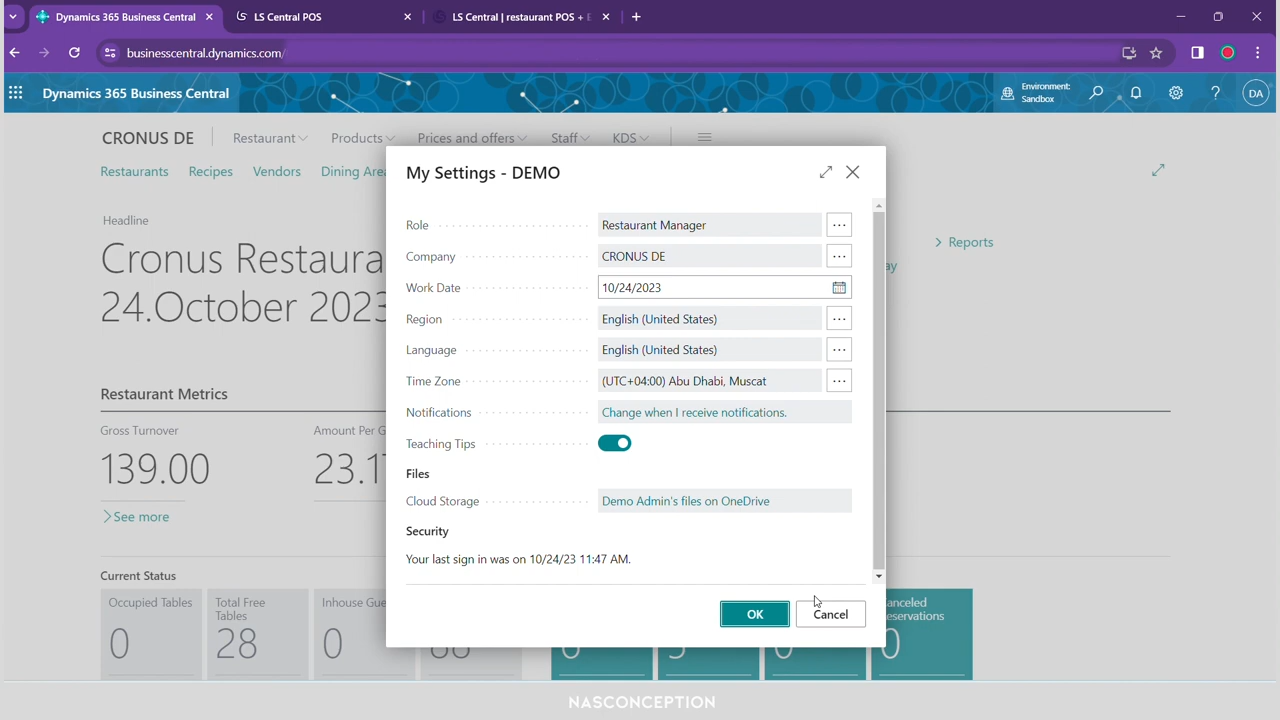 Dynamics 365 Business Central
LS Central POS
LS Central | restaurant POS + E
businesscentral.dynamics.com/
Dynamics 365 Business Central
Environment:
Sandbox
DA
CRONUS DE
Restaurant
Products
Prices and offers
Staff
KDS
Restaurants
Recipes
Vendors
Dining Area
My Settings - DEMO
Headline
Cronus Restaura
24.October 2023
> Reports
ay
Role
Restaurant Manager
Company
CRONUS DE
Work Date
10/24/2023
Region
English (United States)
Language
English (United States)
Time Zone
(UTC+04:00) Abu Dhabi, Muscat
Notifications
Change when I receive notifications.
Teaching Tips
Files
Cloud Storage
Demo Admin's files on OneDrive
Security
Your last sign in was on 10/24/23 11:47 AM.
OK
Cancel
Restaurant Metrics
Gross Turnover
139.00
Amount Per G
23.1
> See more
Current Status
Occupied Tables
0
Total Free
Tables
28
Inhouse Gue
0
anceled
eservations
0
NASCONCEPTION